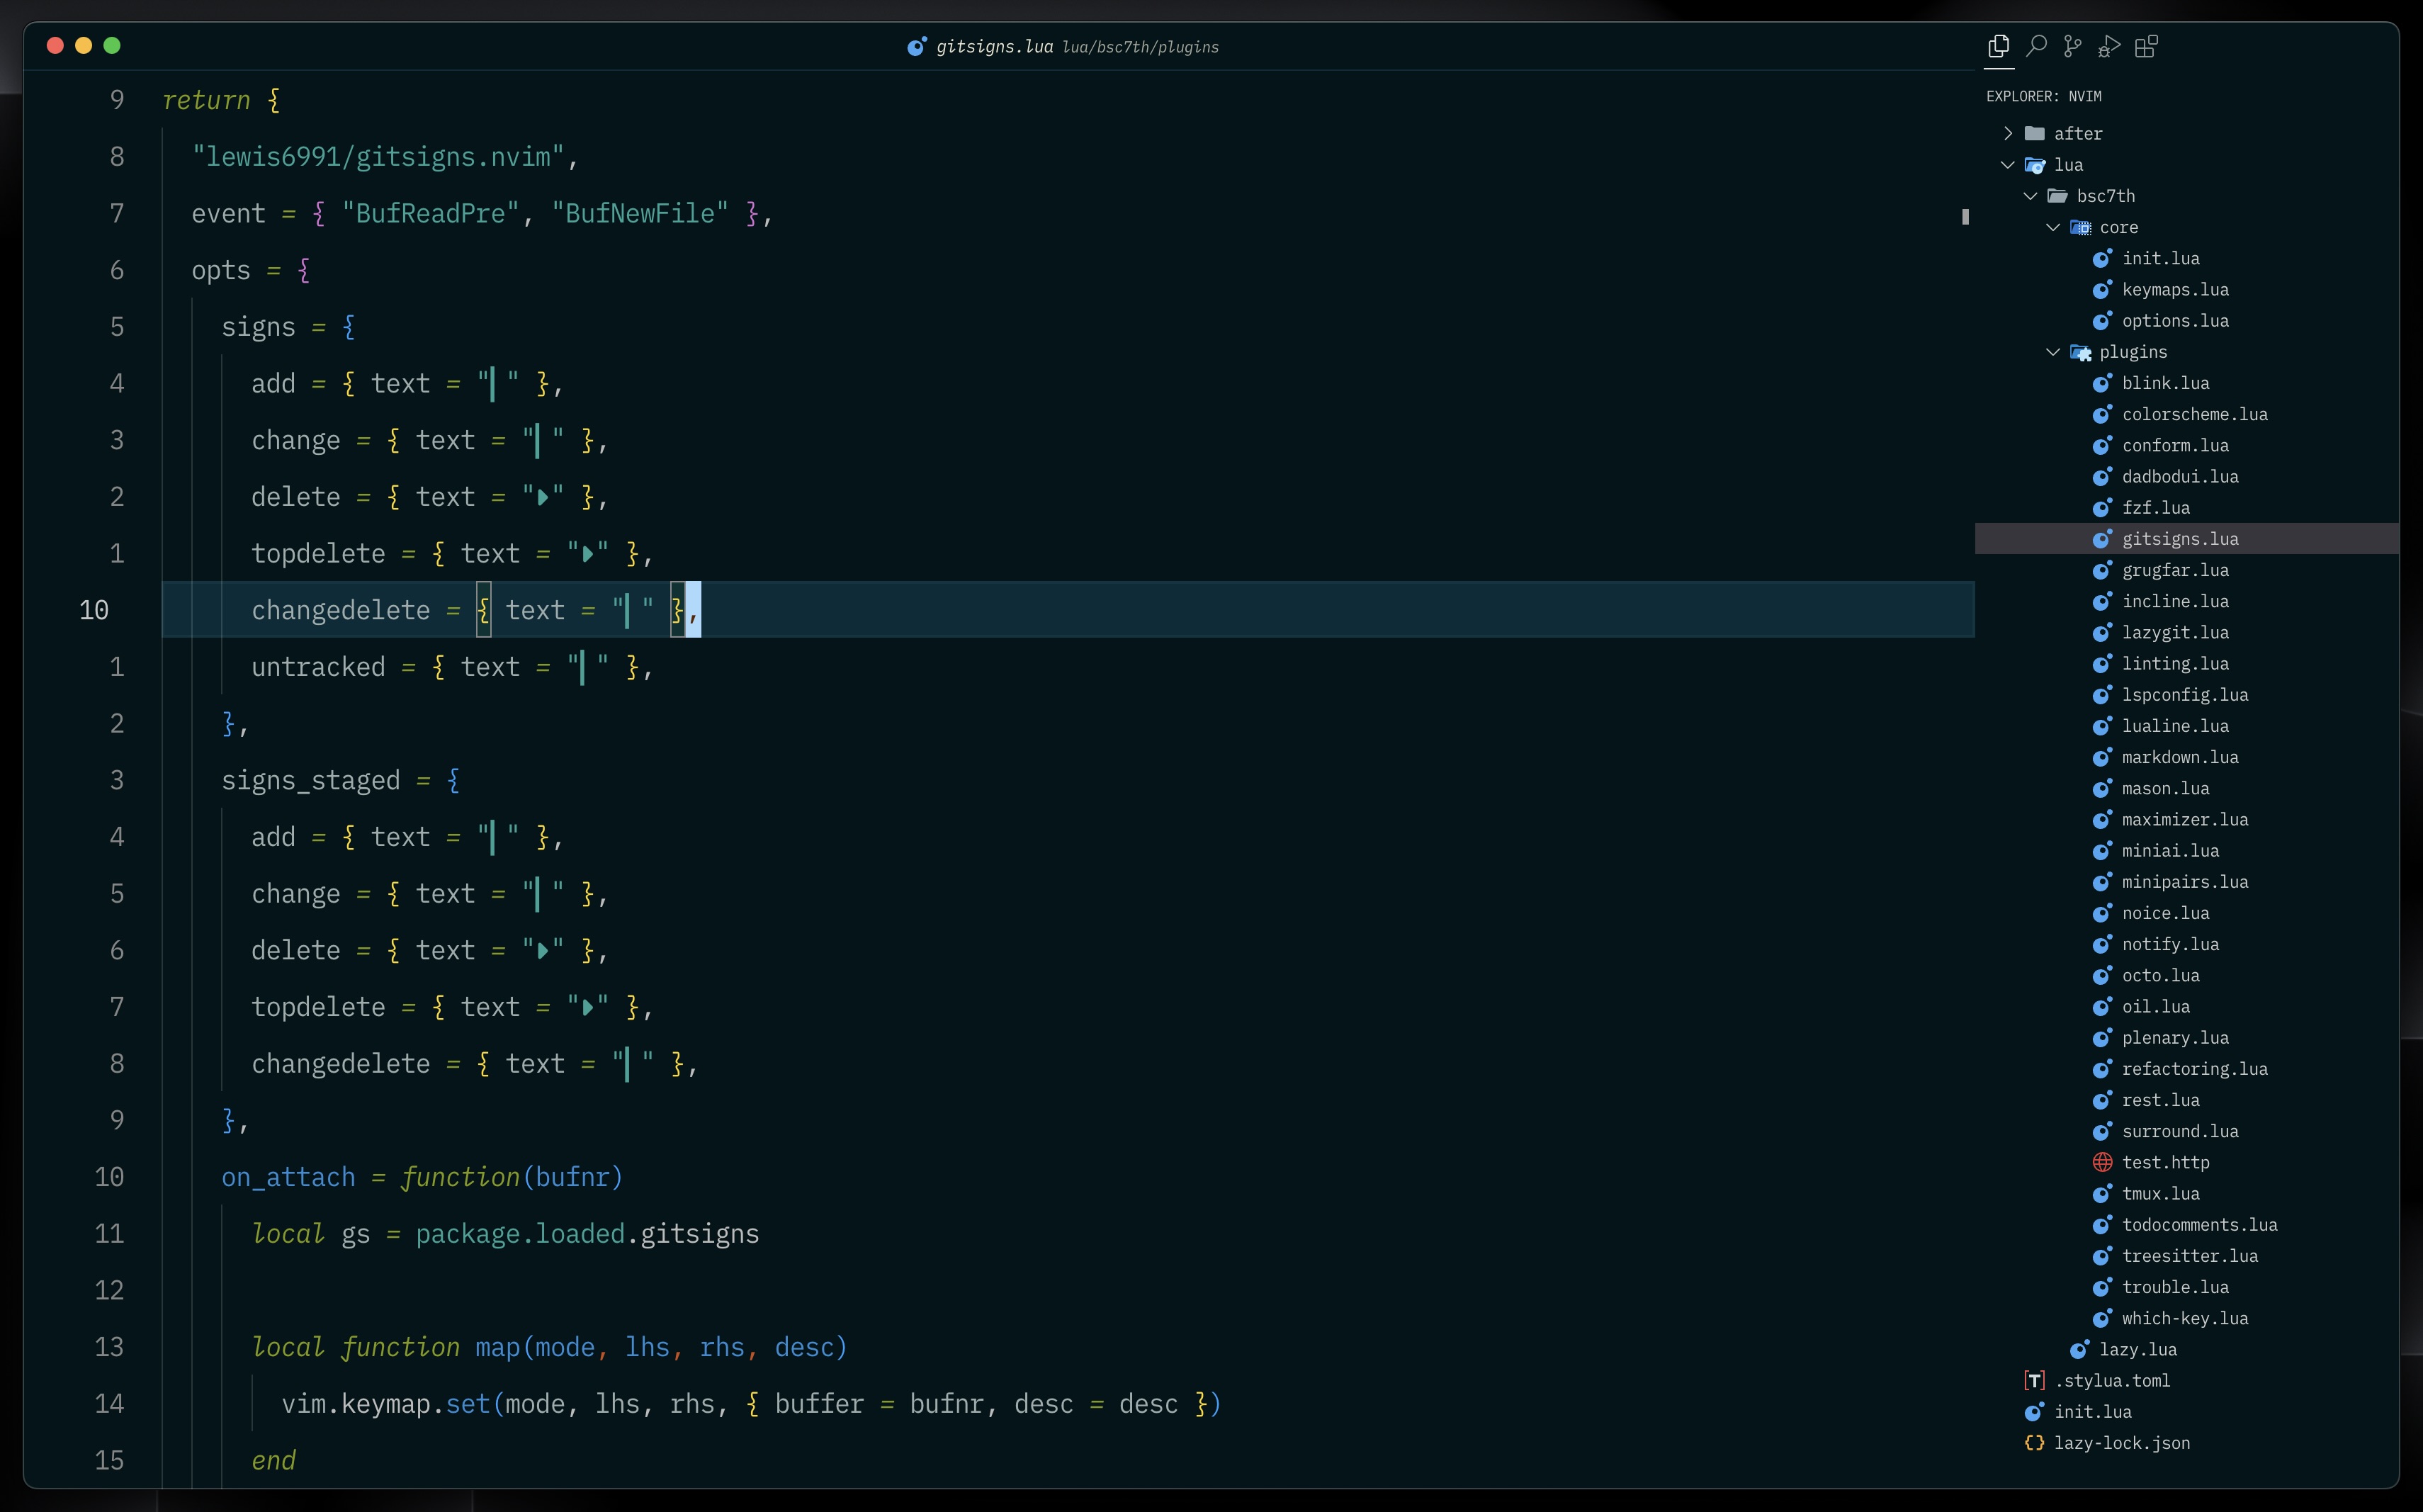 gitsigns.lua lua/bsc7th/plugins
9 return {
8 "lewis6991/gitsigns.nvim",
7 event = { "BufReadPre", "BufNewFile" },
6 opts = {
5 signs = {
4 add = { text = "▎" },
3 change = { text = "▎" },
2 delete = { text = "" },
1 topdelete = { text = "" },
10 changedelete = { text = "▎" },
1 untracked = { text = "▎" },
2 },
3 signs_staged = {
4 add = { text = "▎" },
5 change = { text = "▎" },
6 delete = { text = "" },
7 topdelete = { text = "" },
8 changedelete = { text = "▎" },
9 },
10 on_attach = function(bufnr)
11 local gs = package.loaded.gitsigns
12
13 local function map(mode, lhs, rhs, desc)
14 vim.keymap.set(mode, lhs, rhs, { buffer = bufnr, desc = desc })
15 end
EXPLORER: NVIM
after
lua
bsc7th
core
init.lua
keymaps.lua
options.lua
plugins
blink.lua
colorscheme.lua
conform.lua
dadbodui.lua
fzf.lua
gitsigns.lua
grugfar.lua
incline.lua
lazygit.lua
linting.lua
lspconfig.lua
lualine.lua
markdown.lua
mason.lua
maximizer.lua
miniai.lua
minipairs.lua
noice.lua
notify.lua
octo.lua
oil.lua
plenary.lua
refactoring.lua
rest.lua
surround.lua
test.http
tmux.lua
todocomments.lua
treesitter.lua
trouble.lua
which-key.lua
lazy.lua
.stylua.toml
init.lua
lazy-lock.json